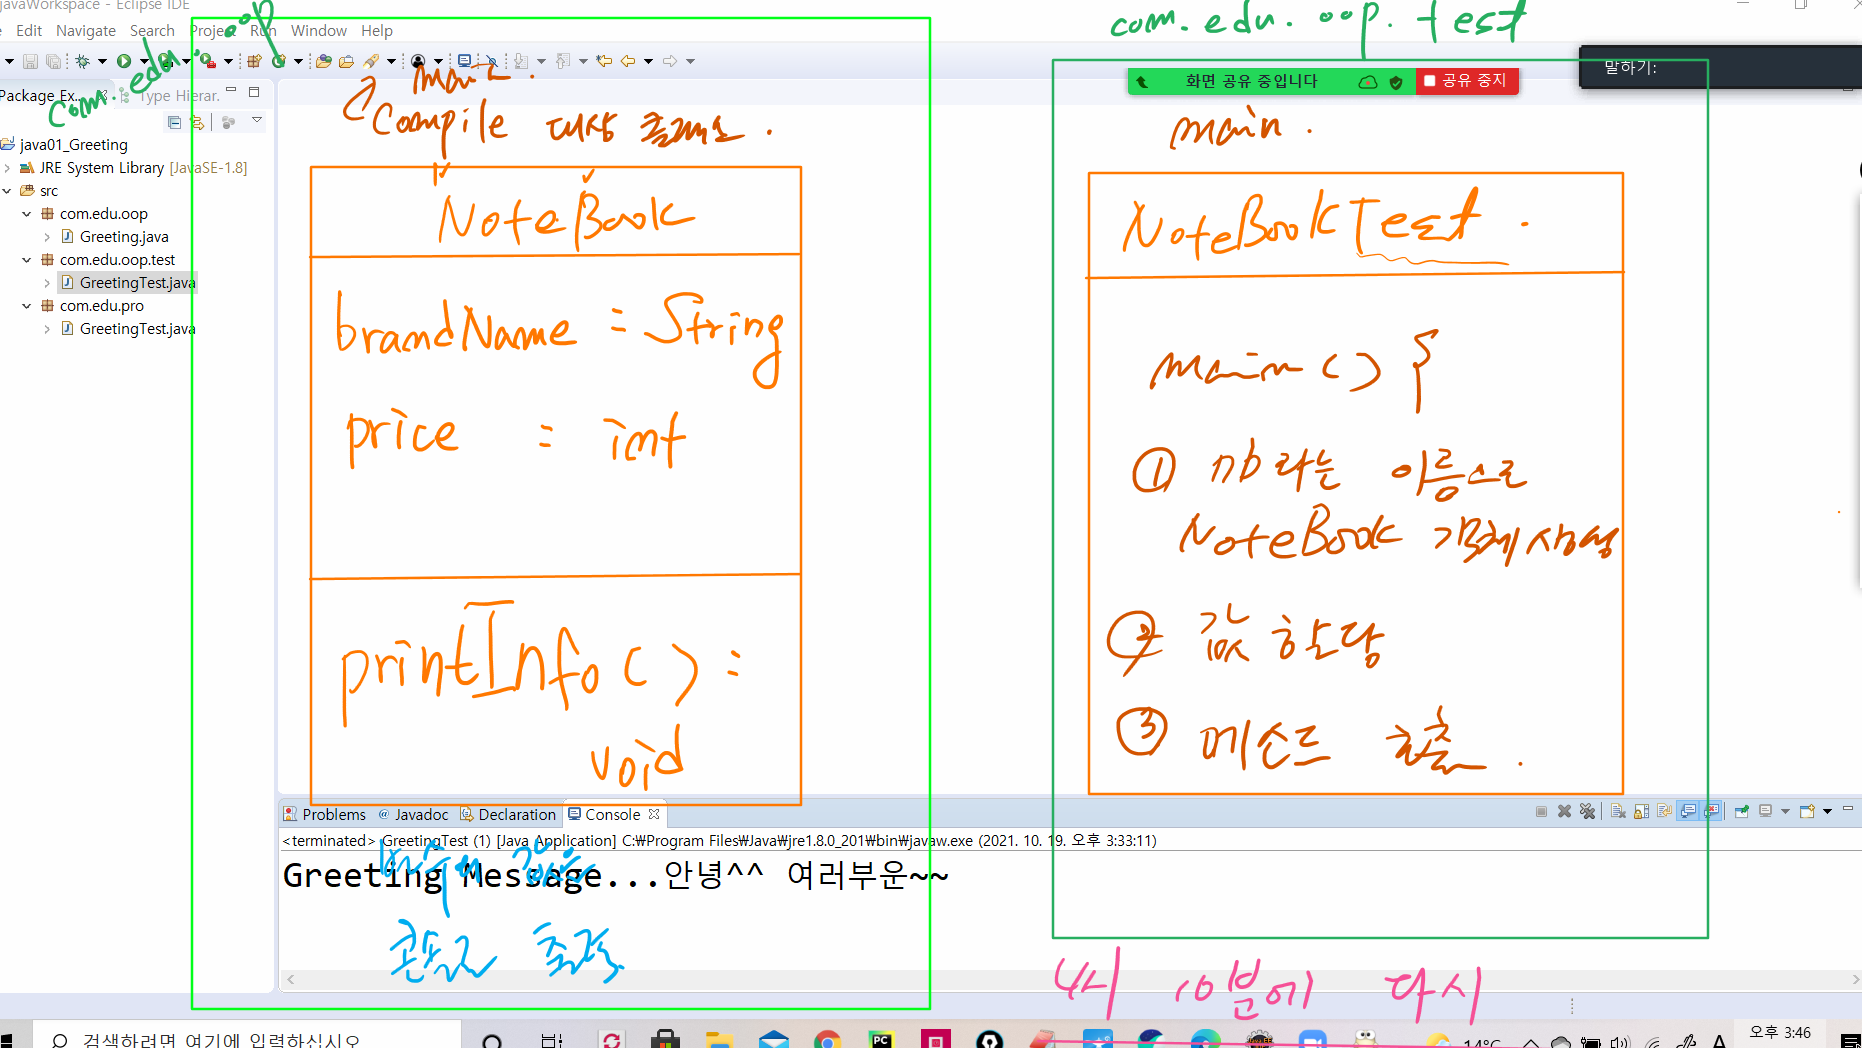 javaWorkspace - Eclipse IDE
Edit Navigate Search Project Run Window Help
com.edu.oop
com.edu.oop.test
말하기:
화면 공유 중입니다
공유 중지
Package Ex...
Type Hierar.
main.
Compile 대상 클래스.
main.
java01_Greeting
JRE System Library [JavaSE-1.8]
src
com.edu.oop
Greeting.java
com.edu.oop.test
GreetingTest.java
com.edu.pro
GreetingTest.java
NoteBook
brandName = String
price = int
printInfo() :
void
NoteBookTest.
main() {
① nb라는 이름으로
NoteBook 객체생성
② 값 할당
③ 메소드 호출.
Problems Javadoc Declaration Console
<terminated> GreetingTest (1) [Java Application] C:₩Program Files₩Java₩jre1.8.0_201₩bin₩javaw.exe (2021. 10. 19. 오후 3:33:11)
Greeting Message...안녕^^ 여러부운~~
변수에 값을
콘솔로 출력
4시 10분에 다시
검색하려면 여기에 입력하십시오
PC
14°C
A
오후 3:46